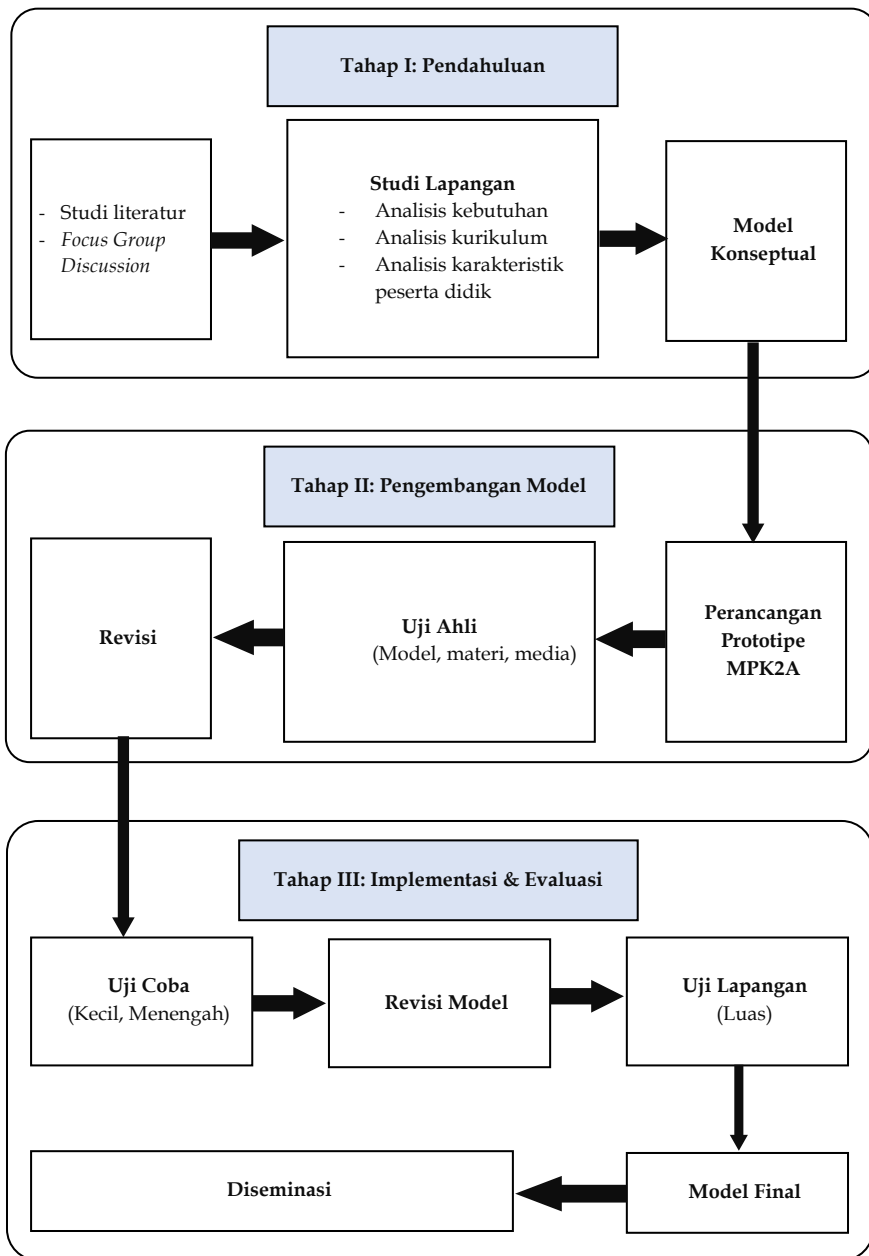 Tahap I: Pendahuluan
- Studi literatur
- Focus Group
Discussion
Studi Lapangan
- Analisis kebutuhan
- Analisis kurikulum
- Analisis karakteristik
peserta didik
Model
Konseptual
Tahap II: Pengembangan Model
Revisi
Uji Ahli
(Model, materi, media)
Perancangan
Prototipe
MPK2A
Tahap III: Implementasi & Evaluasi
Uji Coba
(Kecil, Menengah)
Revisi Model
Uji Lapangan
(Luas)
Diseminasi
Model Final